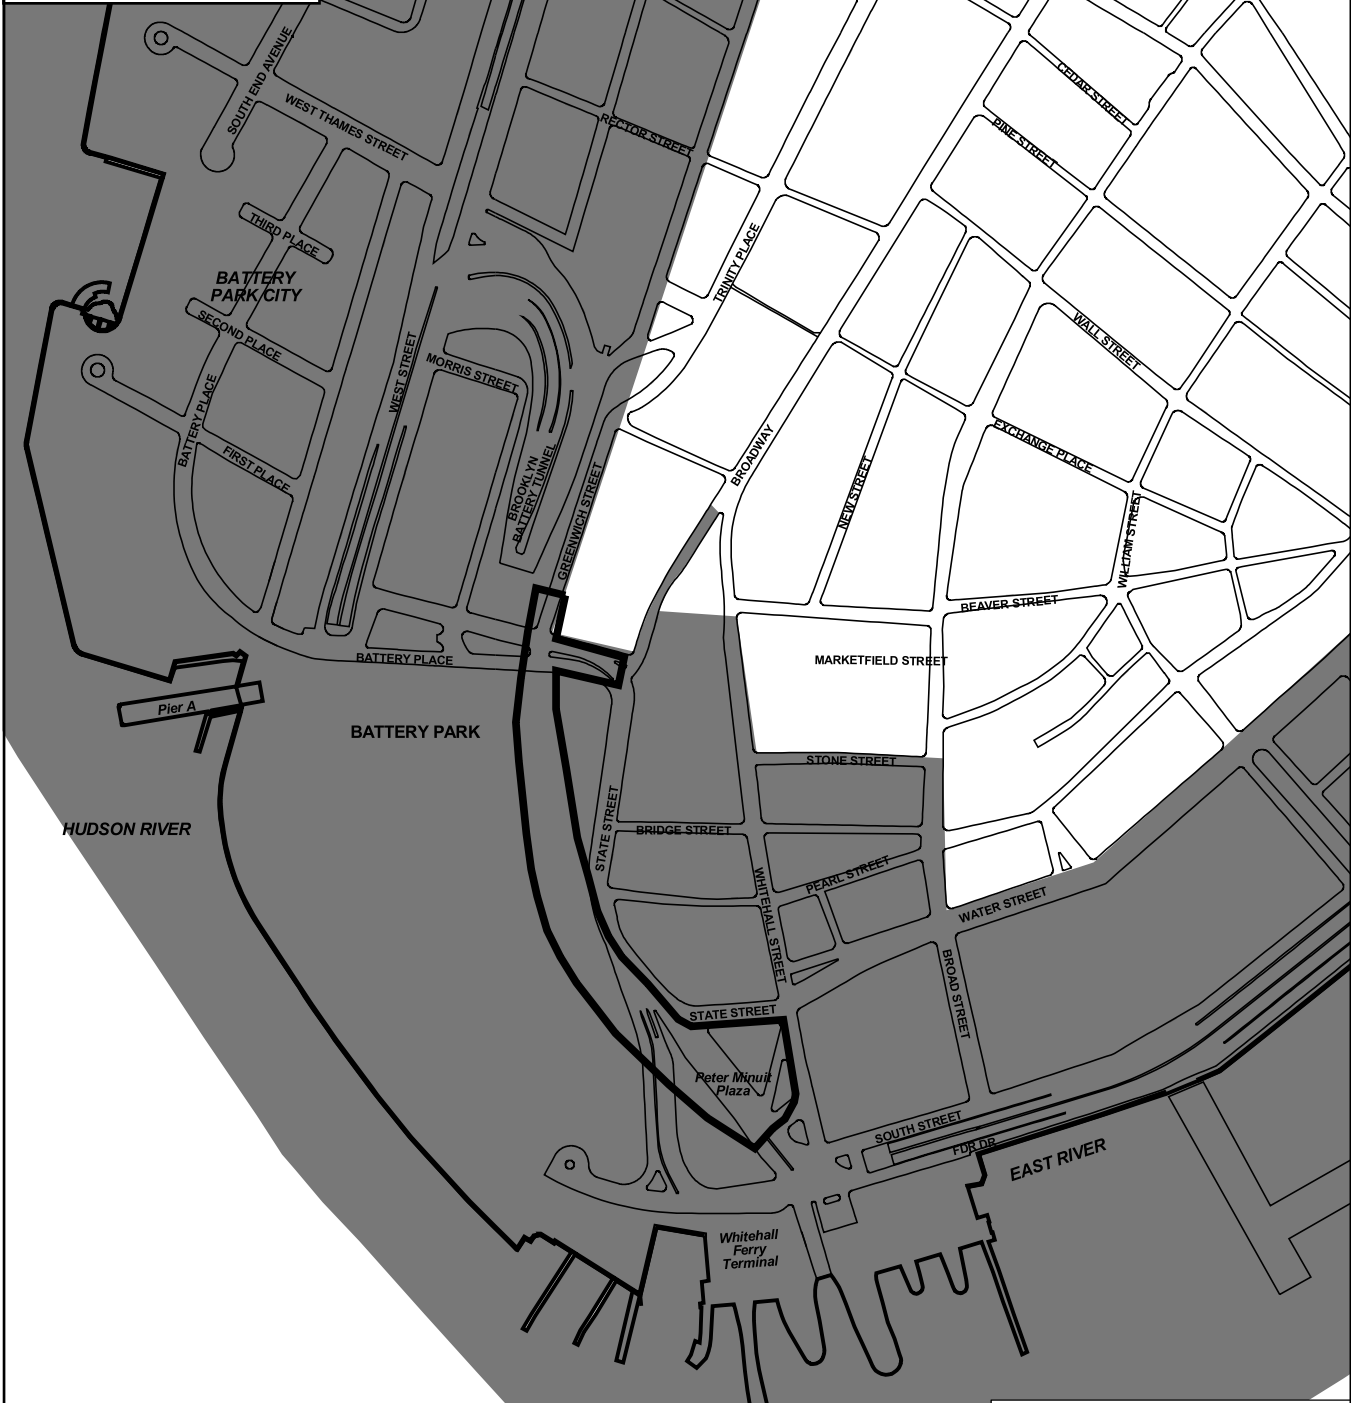 SOUTH END AVENUE
WEST THAMES STREET
RECTOR STREET
CEDAR STREET
PINE STREET
THIRD PLACE
BATTERY
PARK CITY
SECOND PLACE
TRINITY PLACE
WALL STREET
WEST STREET
MORRIS STREET
BATTERY PLACE
FIRST PLACE
BROOKLYN
BATTERY TUNNEL
GREENWICH STREET
BROADWAY
NEW STREET
EXCHANGE PLACE
WILLIAM STREET
BEAVER STREET
BATTERY PLACE
MARKETFIELD STREET
Pier A
BATTERY PARK
STONE STREET
HUDSON RIVER
STATE STREET
BRIDGE STREET
PEARL STREET
WHITEHALL STREET
WATER STREET
BROAD STREET
STATE STREET
Peter Minuit
Plaza
SOUTH STREET
FDR DR
EAST RIVER
Whitehall
Ferry
Terminal